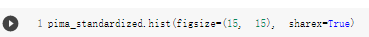 1 pima_standardized.hist(figsize=(15, 15), sharex=True)